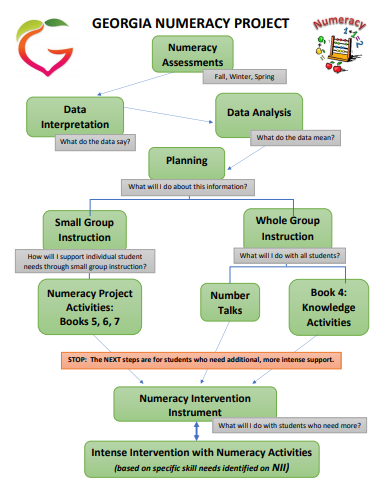 GEORGIA NUMERACY PROJECT
Numeracy
Numeracy
Assessments
Fall, Winter, Spring
Data
Interpretation
What do the data say?
Data Analysis
What do the data mean?
Planning
What will I do about this information?
Small Group
Instruction
How will I support individual student
needs through small group instruction?
Whole Group
Instruction
What will I do with all students?
Numeracy Project
Activities:
Books 5, 6, 7
Number
Talks
Book 4:
Knowledge
Activities
STOP: The NEXT steps are for students who need additional, more intense support.
Numeracy Intervention
Instrument
What will I do with students who need more?
Intense Intervention with Numeracy Activities
(based on specific skill needs identified on NII)